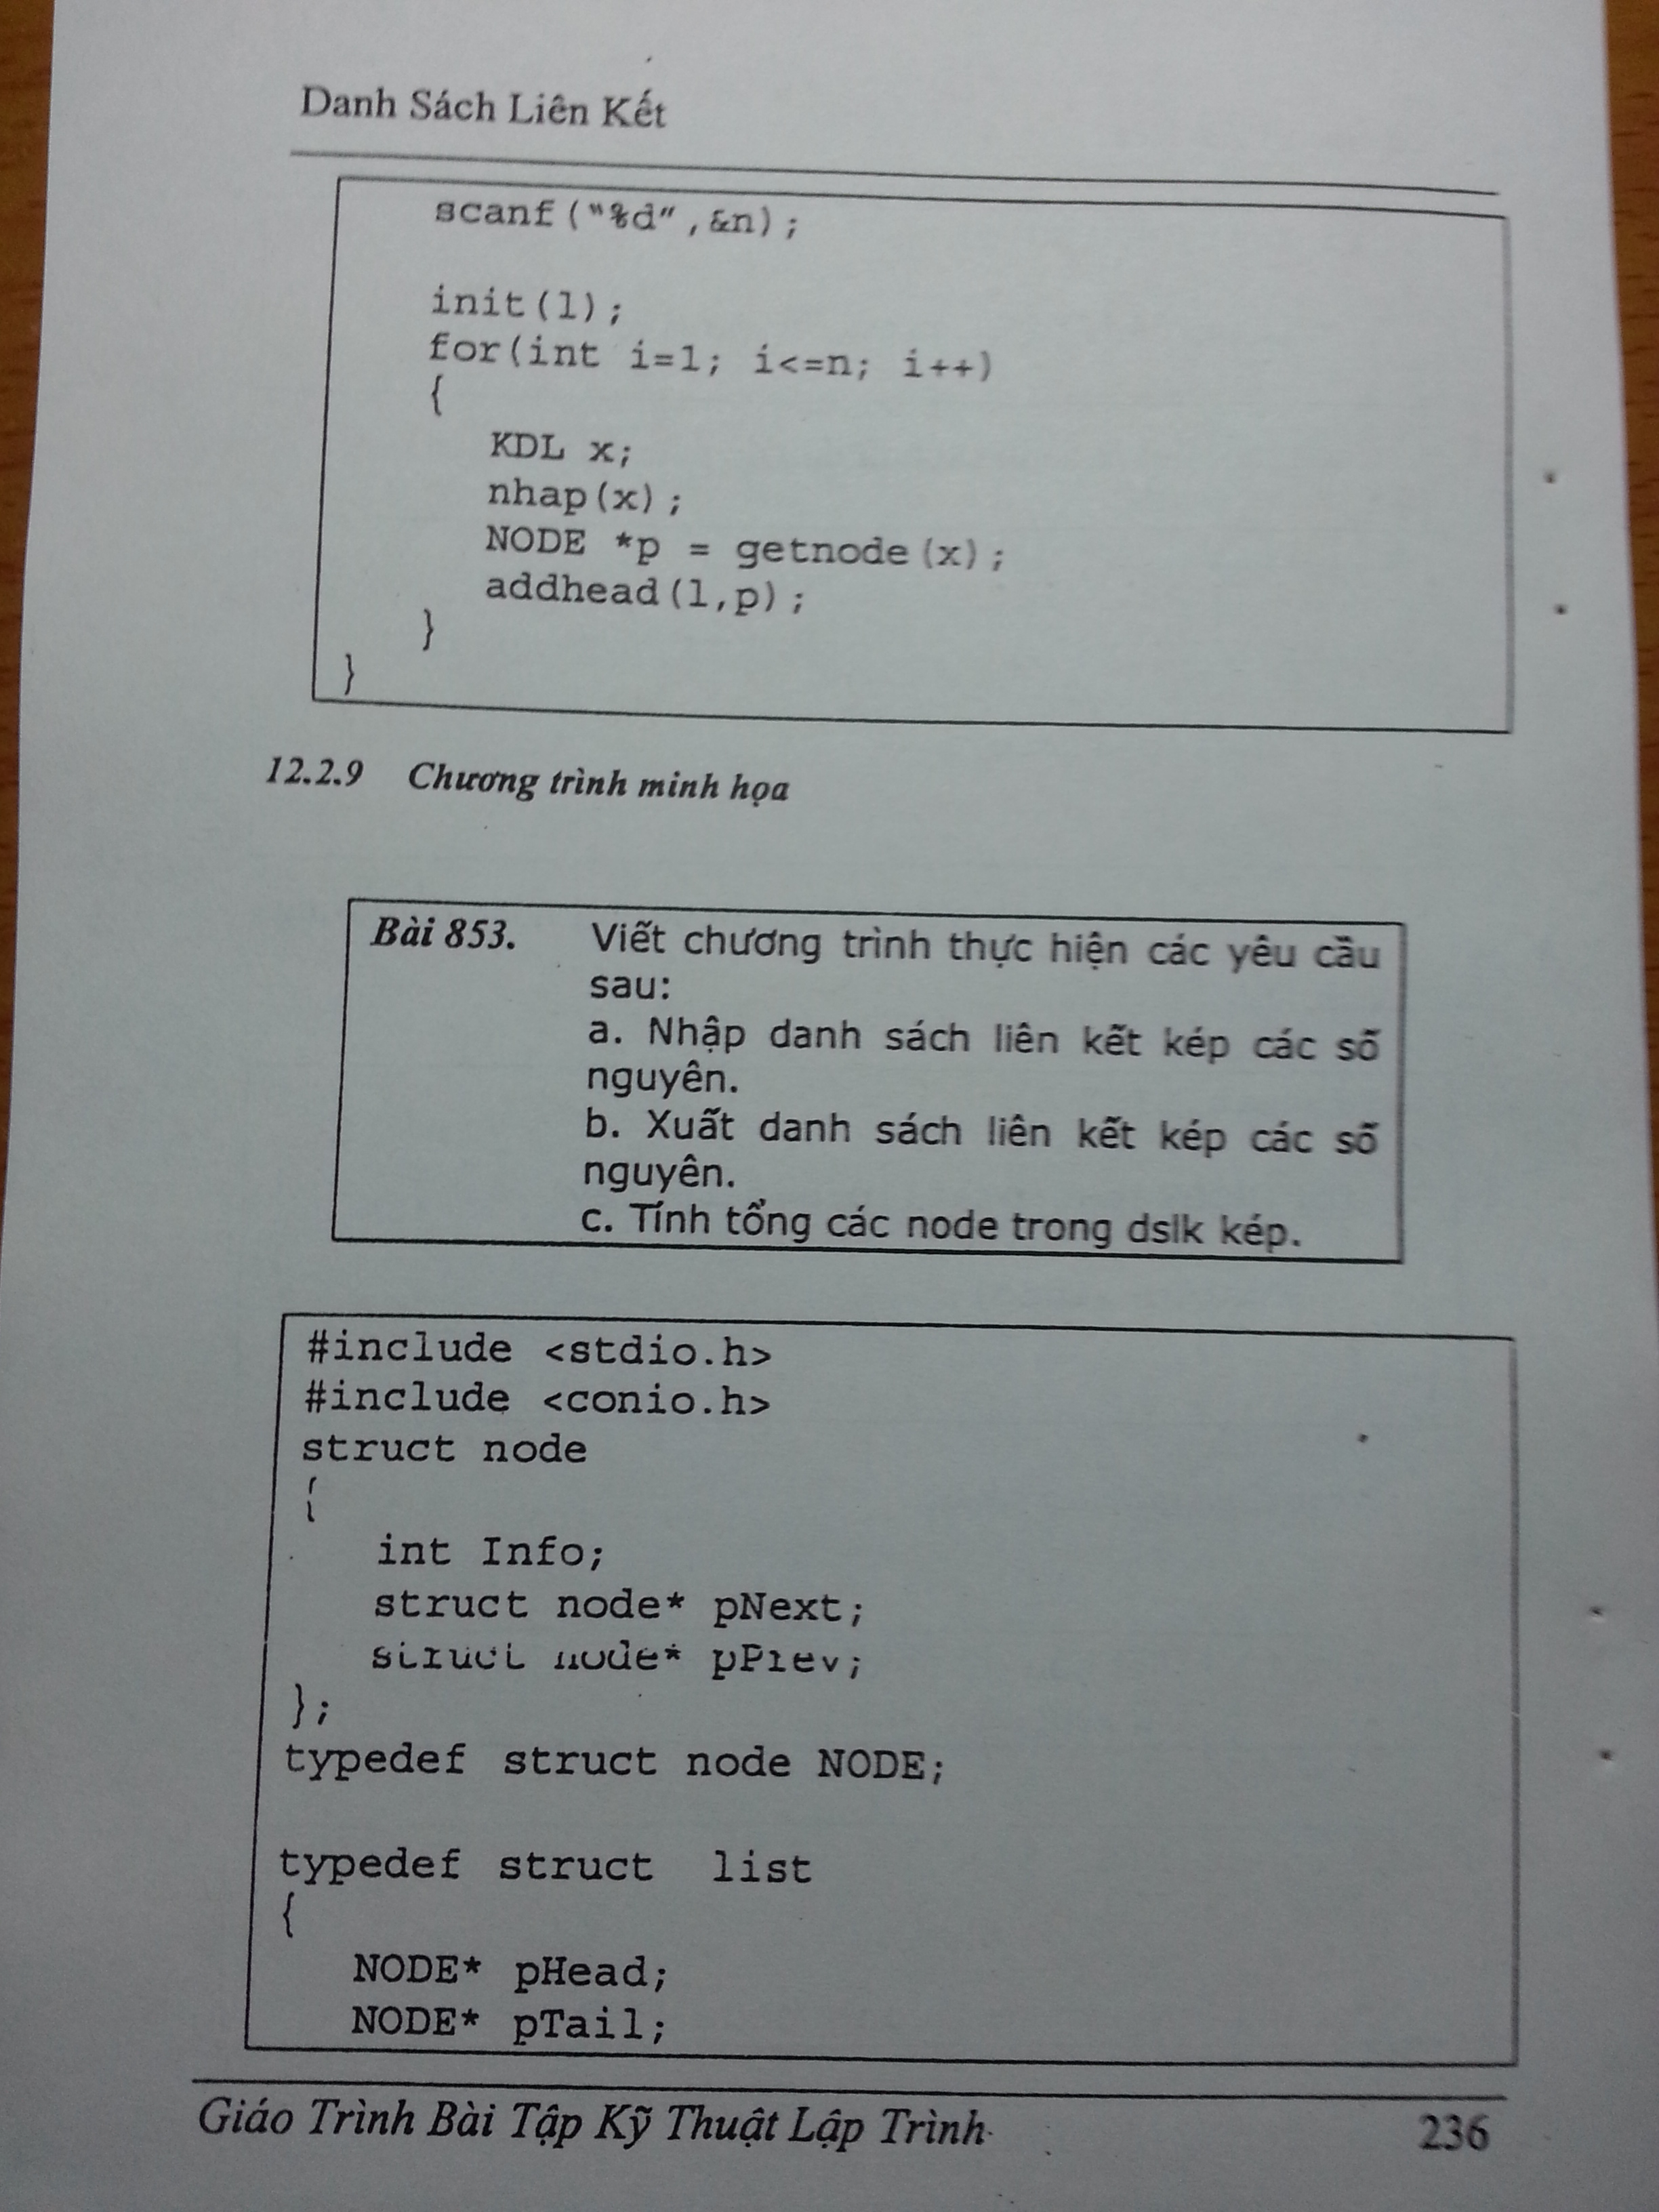 Danh Sách Liên Kết
scanf("%d",&n);
init(l);
for(int i=1; i<=n; i++)
{
KDL x;
nhap(x);
NODE *p = getnode(x);
addhead(l,p);
}
}
12.2.9 Chương trình minh họa
Bài 853. Viết chương trình thực hiện các yêu cầu
sau:
a. Nhập danh sách liên kết kép các số
nguyên.
b. Xuất danh sách liên kết kép các số
nguyên.
c. Tính tổng các node trong dslk kép.
#include <stdio.h>
#include <conio.h>
struct node
{
int Info;
struct node* pNext;
struct node* pPrev;
};
typedef struct node NODE;
typedef struct list
{
NODE* pHead;
NODE* pTail;
Giáo Trình Bài Tập Kỹ Thuật Lập Trình 236